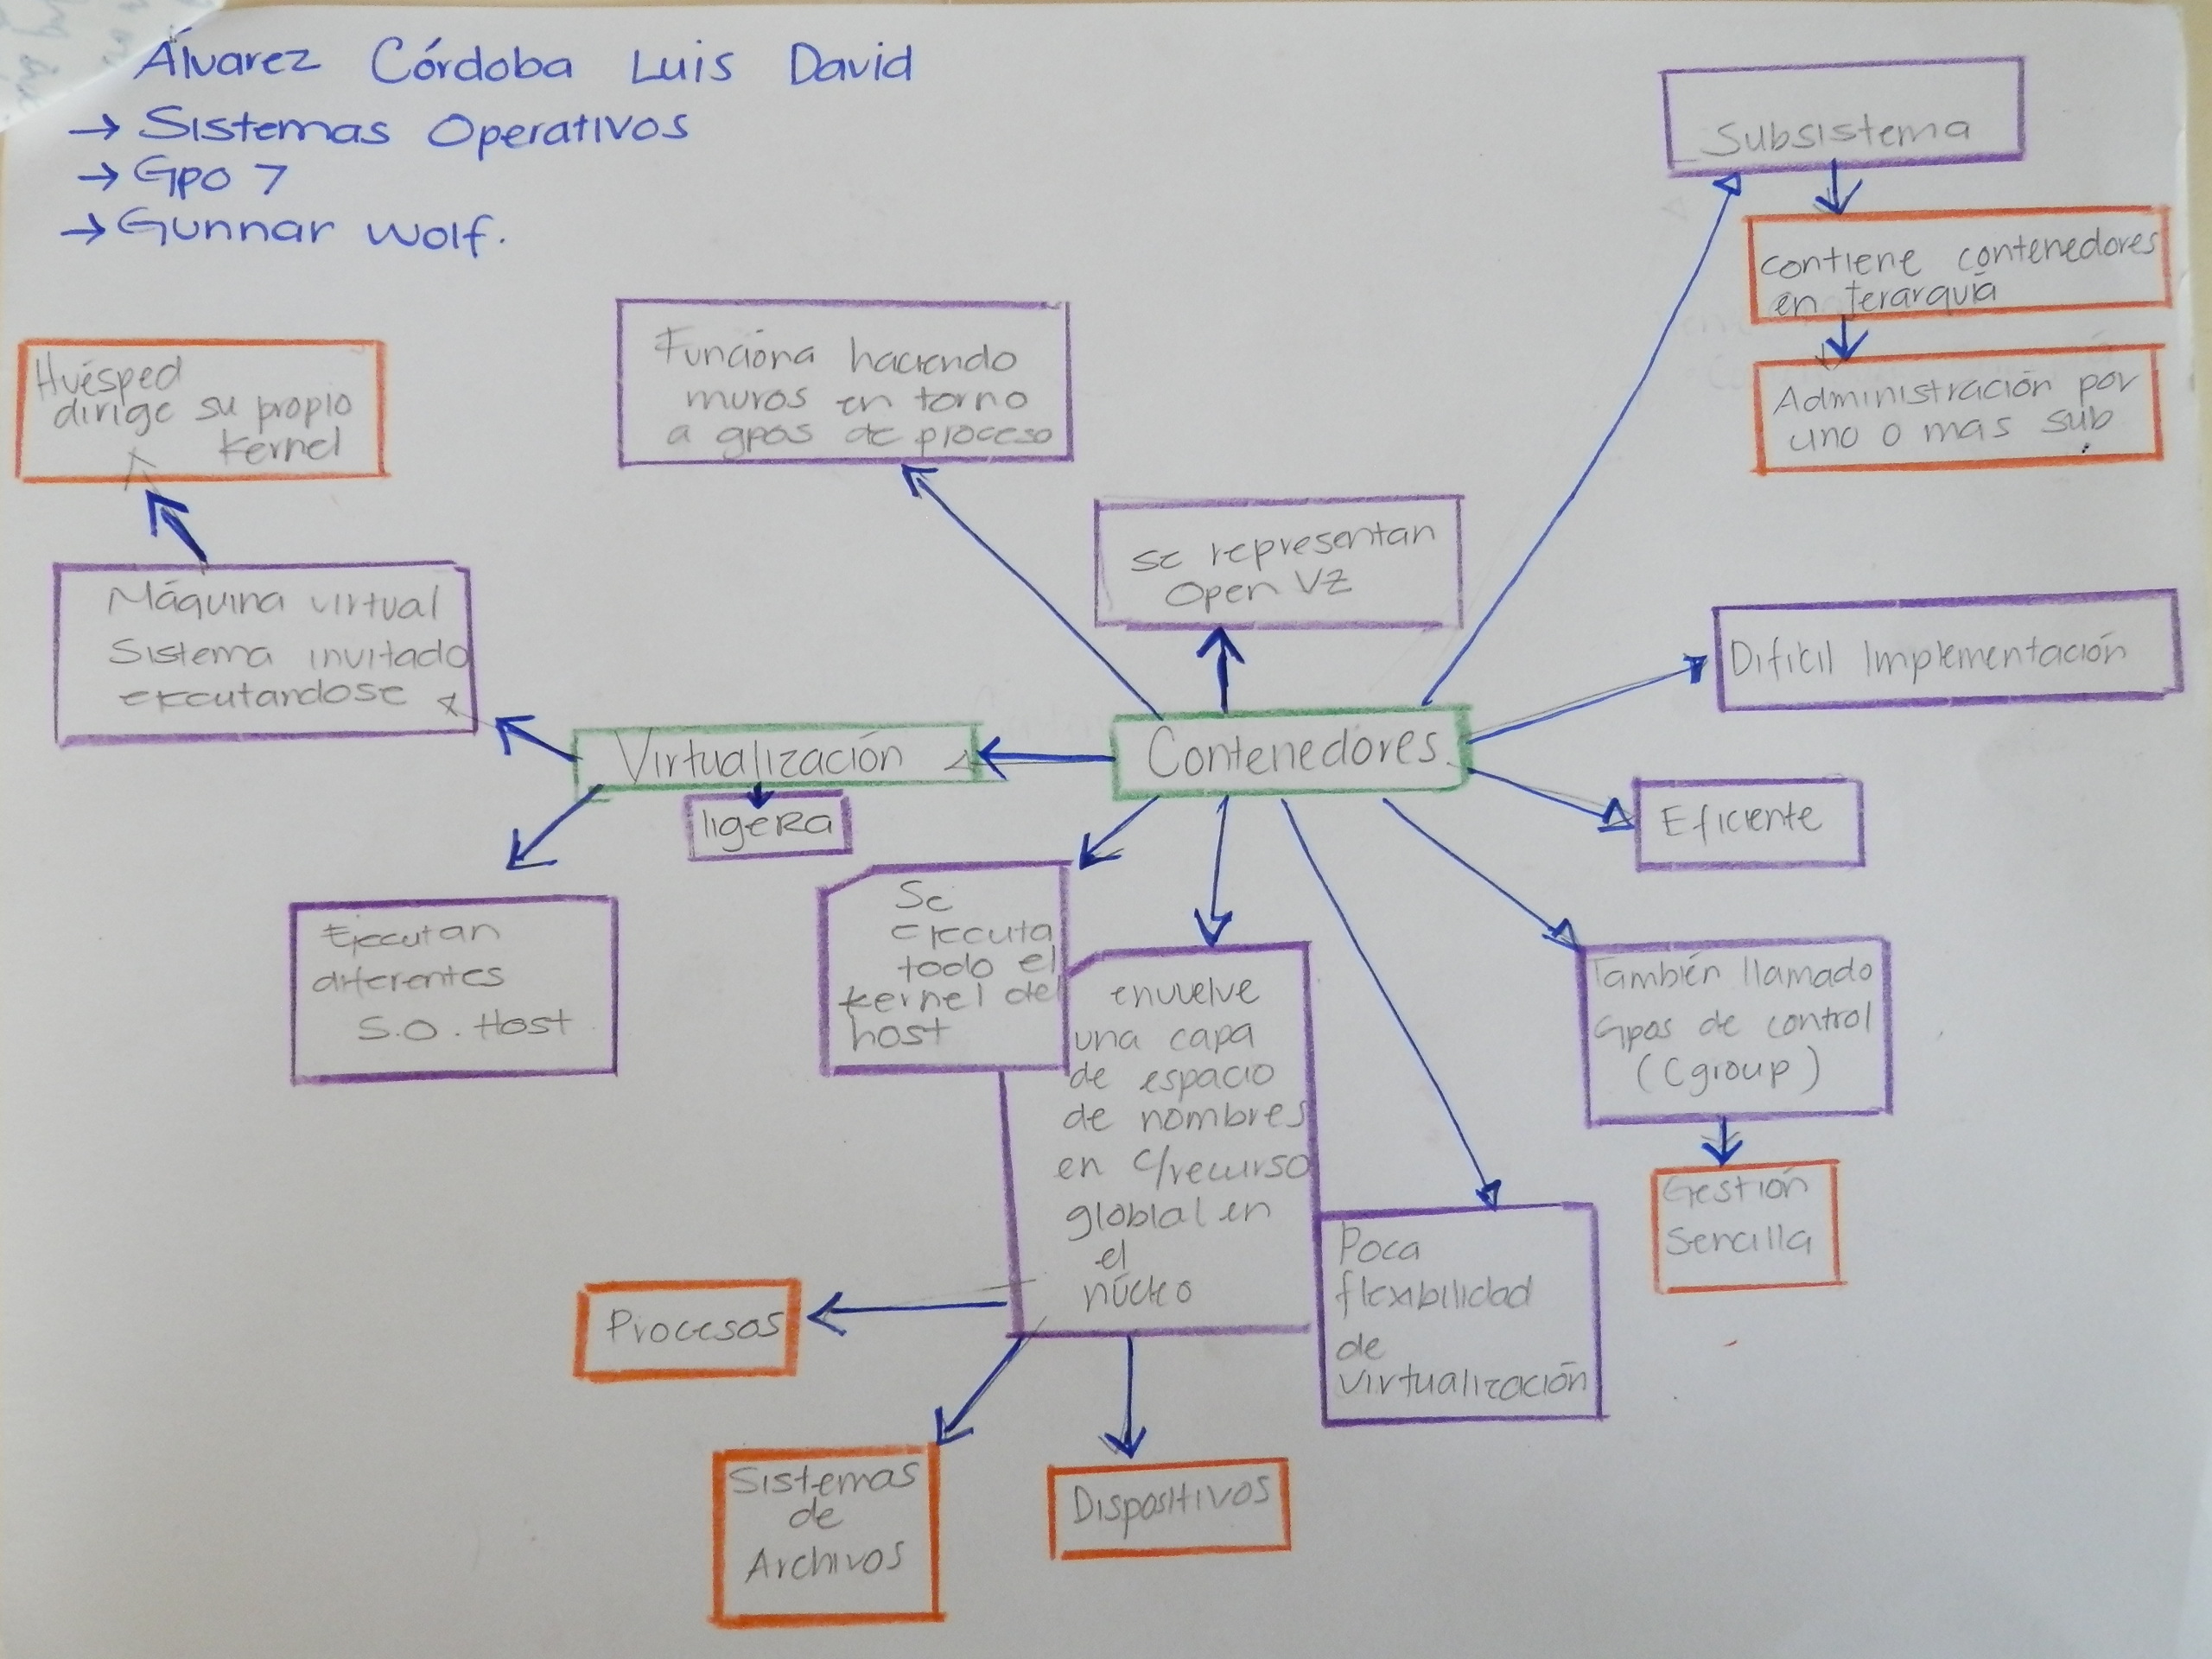 Álvarez Córdoba Luis David
→ Sistemas Operativos
→ Gpo 7
→ Gunnar Wolf.
Subsistema
contiene contenedores
en Jerarquía
Administración por
uno o mas sub
Huésped
dirige su propio
kernel
Funciona haciendo
muros en torno
a gpos de proceso
se representan
Open VZ
Máquina virtual
Sistema invitado
ejecutandose
Dificil Implementación
Virtualización
Contenedores
ligera
Eficiente
Ejecutan
diferentes
S.O. Host
Se
ejecuta
todo el
kernel del
host
envuelve
una capa
de espacio
de nombres
en c/recurso
globlal en
el
núcleo
También llamado
Gpos de control
(Cgroup)
Gestión
Sencilla
Poca
flexibilidad
de
virtualización
Procesos
Sistemas
de
Archivos
Dispositivos